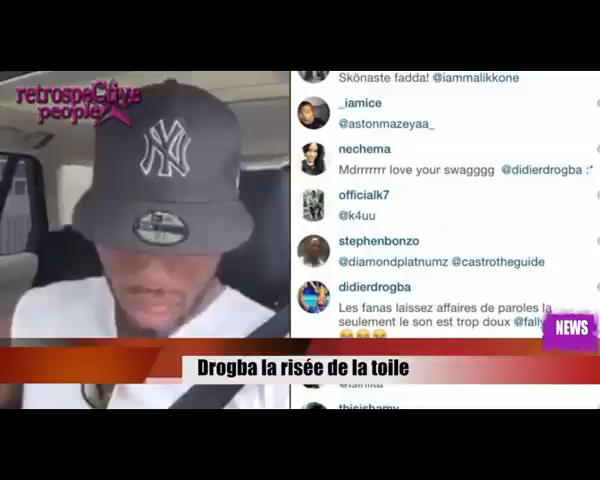 retrospective
people
NY
Skönaste fadda! @iammalikkone
_iamice
@astonmazeyaa_
nechema
Mdrrrrrrr love your swagggg @didierdrogba :*
officialk7
@k4uu
stephenbonzo
@diamondplatnumz @castrotheguide
didierdrogba
Les fanas laissez affaires de paroles la
seulement le son est trop doux @fally
😂😂😂
NEWS
Drogba la risée de la toile
thisishamy